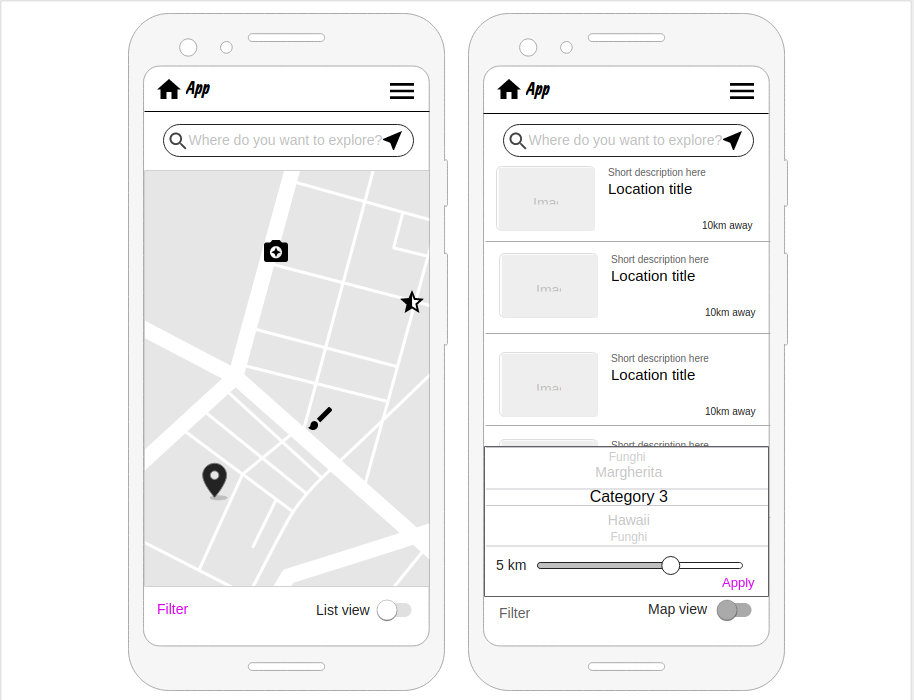 App
Where do you want to explore?
Filter
List view
App
Where do you want to explore?
Short description here
Location title
10km away
Short description here
Location title
10km away
Short description here
Location title
10km away
Short description here
Funghi
Margherita
Category 3
Hawaii
Funghi
5 km
Apply
Filter
Map view